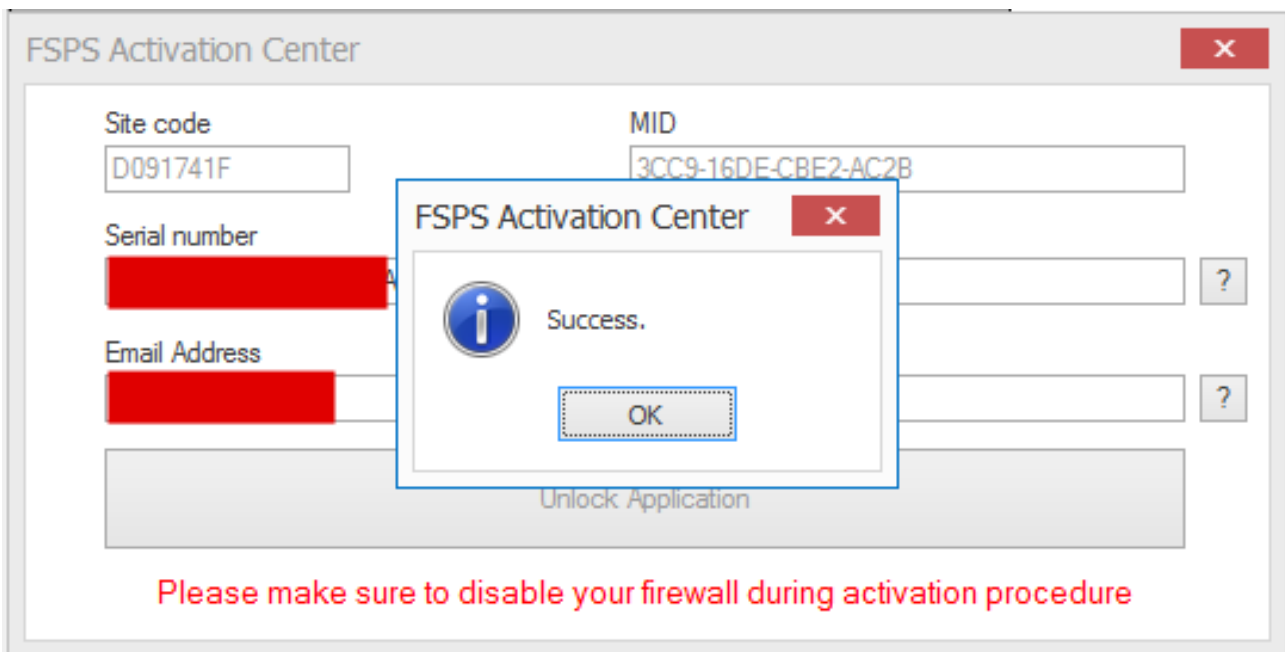 FSPS Activation Center
Site code
MID
D091741F
3CC9-16DE-CBE2-AC2B
FSPS Activation Center
Serial number
?
Success.
Email Address
?
OK
Unlock Application
Please make sure to disable your firewall during activation procedure